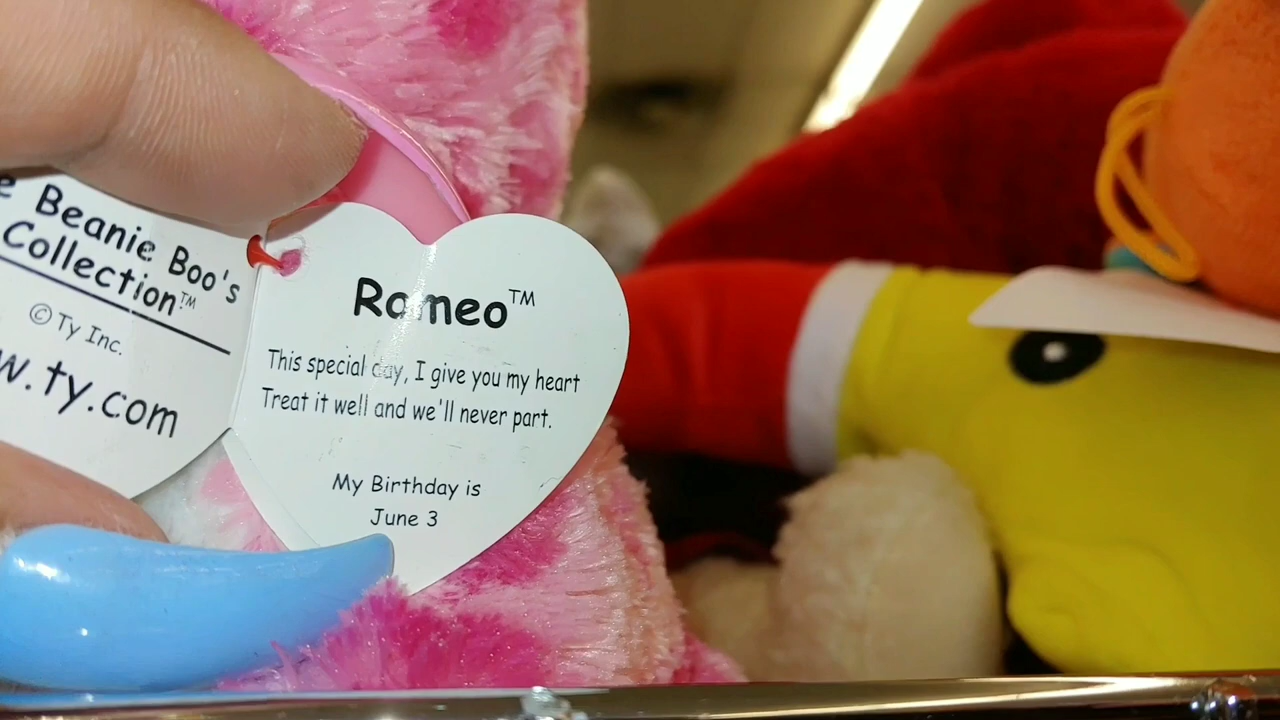 Beanie Boo's
Collection™
© Ty Inc.
w.ty.com
Romeo™
This special day, I give you my heart
Treat it well and we'll never part.
My Birthday is
June 3